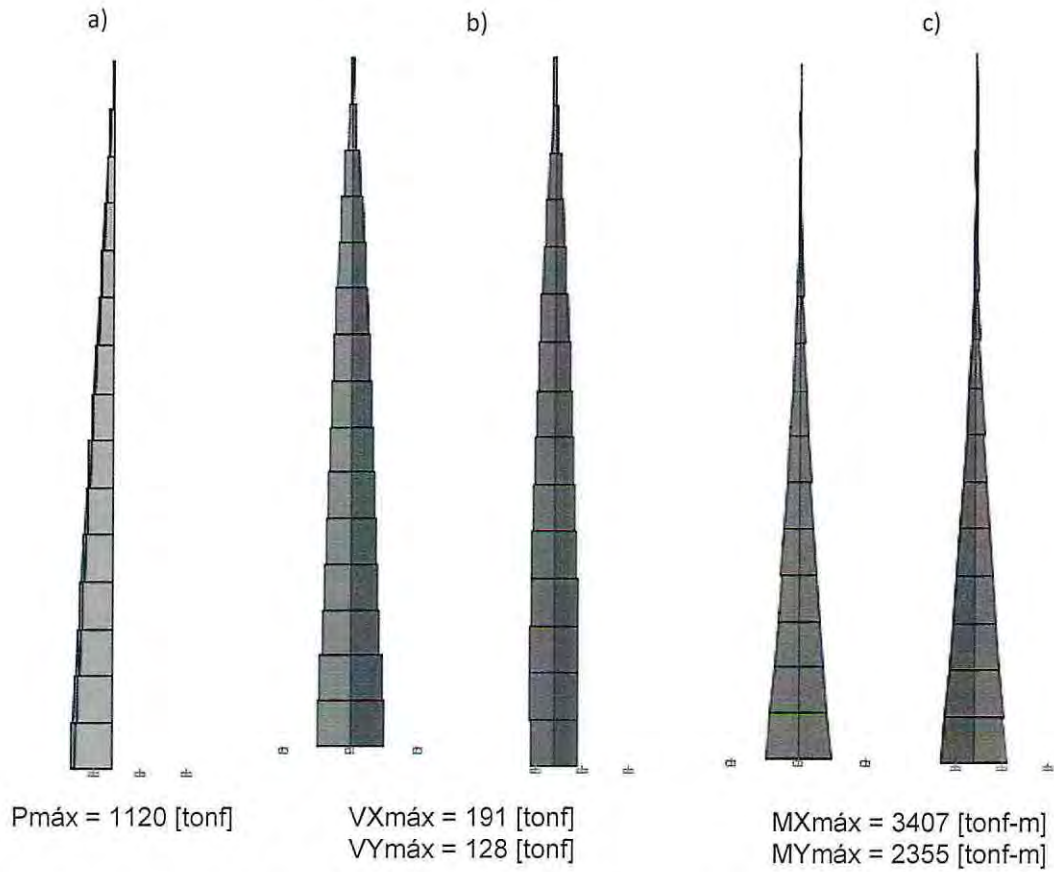 a)
b)
c)
Pmáx = 1120 [tonf]
VXmáx = 191 [tonf]
VYmáx = 128 [tonf]
MXmáx = 3407 [tonf-m]
MYmáx = 2355 [tonf-m]